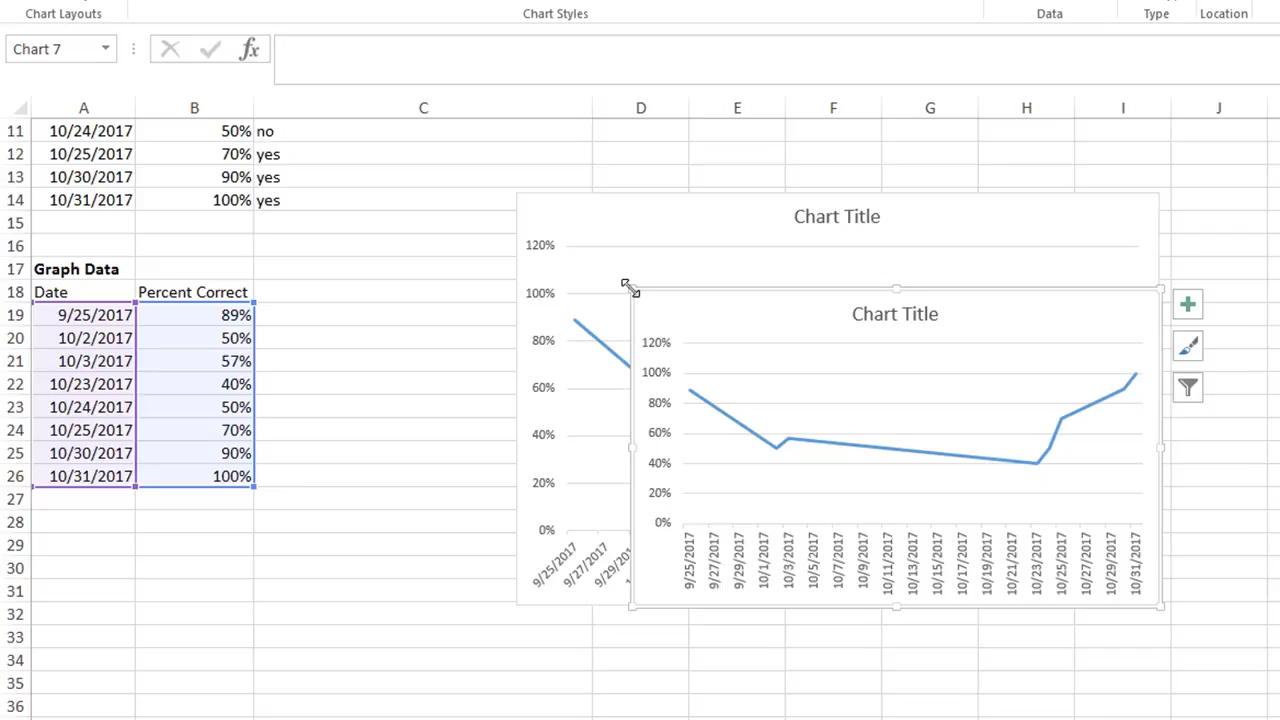 Chart Layouts
Chart Styles
Data
Type
Location
Chart 7
fx
A B C D E F G H I J
11 10/24/2017 50% no
12 10/25/2017 70% yes
13 10/30/2017 90% yes
14 10/31/2017 100% yes
15
16
17 Graph Data
18 Date Percent Correct
19 9/25/2017 89%
20 10/2/2017 50%
21 10/3/2017 57%
22 10/23/2017 40%
23 10/24/2017 50%
24 10/25/2017 70%
25 10/30/2017 90%
26 10/31/2017 100%
27
28
29
30
31
32
33
34
35
36
Chart Title
120%
100%
80%
60%
40%
20%
0%
9/25/2017
9/27/2017
Chart Title
120%
100%
80%
60%
40%
20%
0%
9/25/2017
9/27/2017
9/29/2017
10/1/2017
10/3/2017
10/5/2017
10/7/2017
10/9/2017
10/11/2017
10/13/2017
10/15/2017
10/17/2017
10/19/2017
10/21/2017
10/23/2017
10/25/2017
10/27/2017
10/29/2017
10/31/2017